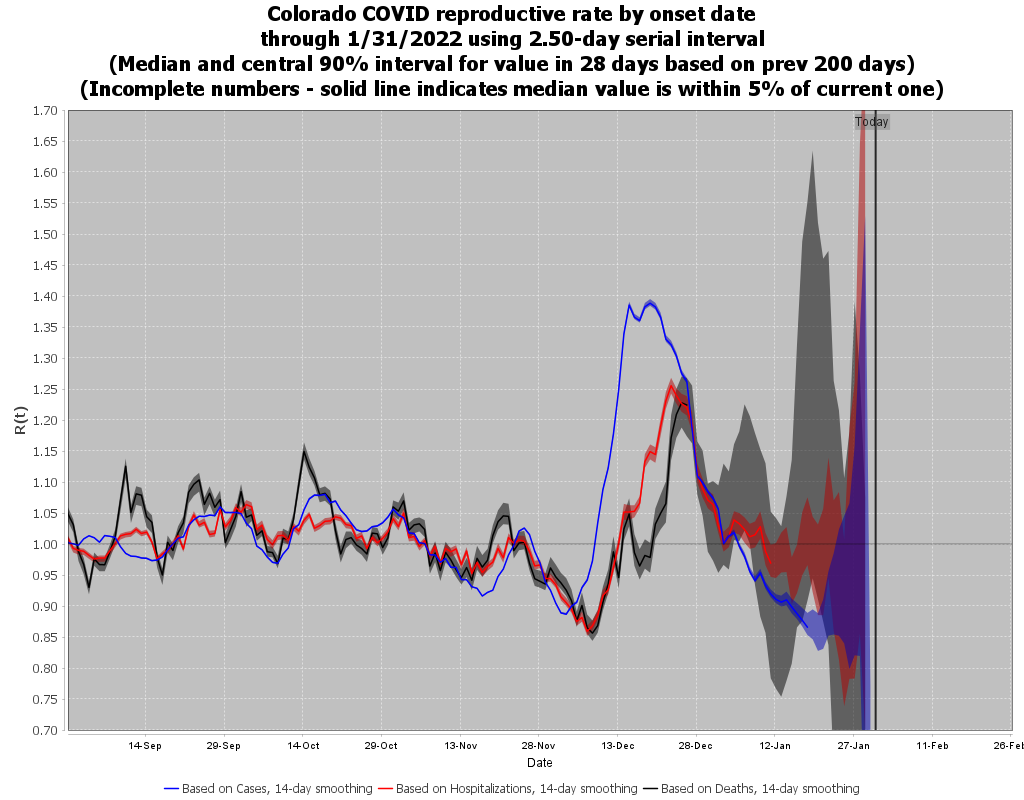 Colorado COVID reproductive rate by onset date
through 1/31/2022 using 2.50-day serial interval
(Median and central 90% interval for value in 28 days based on prev 200 days)
(Incomplete numbers - solid line indicates median value is within 5% of current one)
Today
1.70
1.65
1.60
1.55
1.50
1.45
1.40
1.35
1.30
1.25
1.20
1.15
1.10
1.05
1.00
0.95
0.90
0.85
0.80
0.75
0.70
R(t)
14-Sep 29-Sep 14-Oct 29-Oct 13-Nov 28-Nov 13-Dec 28-Dec 12-Jan 27-Jan 11-Feb 26-Feb
Date
Based on Cases, 14-day smoothing Based on Hospitalizations, 14-day smoothing Based on Deaths, 14-day smoothing